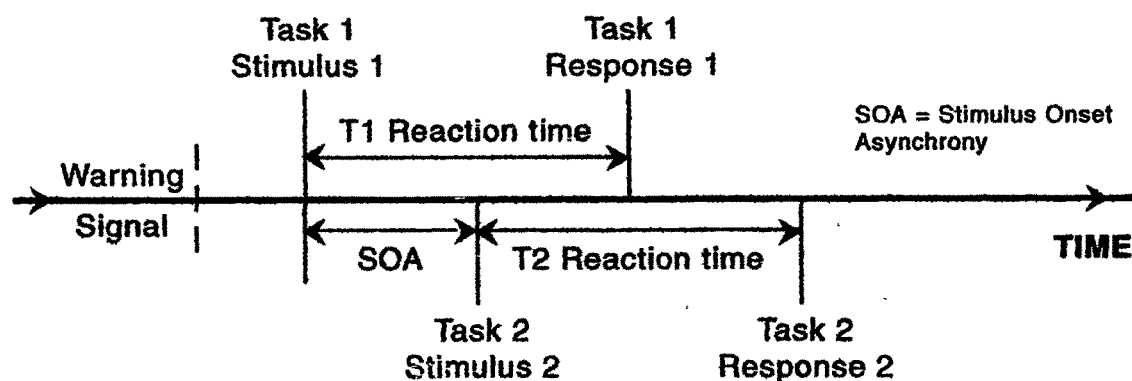 Task 1
Stimulus 1
Task 1
Response 1
SOA = Stimulus Onset
Asynchrony
T1 Reaction time
Warning
Signal
SOA
T2 Reaction time
TIME
Task 2
Stimulus 2
Task 2
Response 2